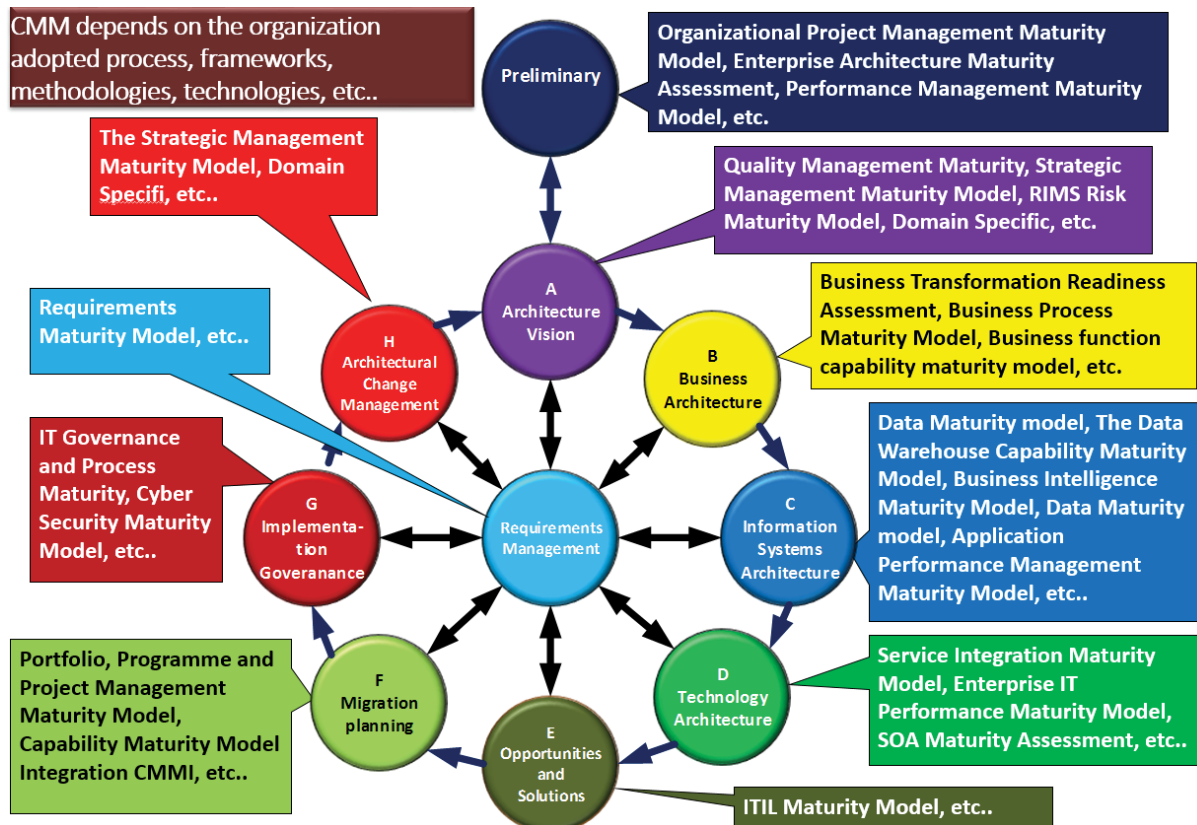 CMM depends on the organization
adopted process, frameworks,
methodologies, technologies, etc..
Preliminary
Organizational Project Management Maturity
Model, Enterprise Architecture Maturity
Assessment, Performance Management Maturity
Model, etc.
The Strategic Management
Maturity Model, Domain
Specifi, etc..
Quality Management Maturity, Strategic
Management Maturity Model, RIMS Risk
Maturity Model, Domain Specific, etc.
Requirements
Maturity Model, etc..
A
Architecture
Vision
Business Transformation Readiness
Assessment, Business Process
Maturity Model, Business function
capability maturity model, etc.
H
Architectural
Change
Management
B
Business
Architecture
IT Governance
and Process
Maturity, Cyber
Security Maturity
Model, etc..
Data Maturity model, The Data
Warehouse Capability Maturity
Model, Business Intelligence
Maturity Model, Data Maturity
model, Application
Performance Management
Maturity Model, etc..
G
Implementa-
tion
Goveranance
Requirements
Management
C
Information
Systems
Architecture
Portfolio, Programme and
Project Management
Maturity Model,
Capability Maturity Model
Integration CMMI, etc..
F
Migration
planning
D
Technology
Architecture
Service Integration Maturity
Model, Enterprise IT
Performance Maturity Model,
SOA Maturity Assessment, etc..
E
Opportunities
and
Solutions
ITIL Maturity Model, etc..